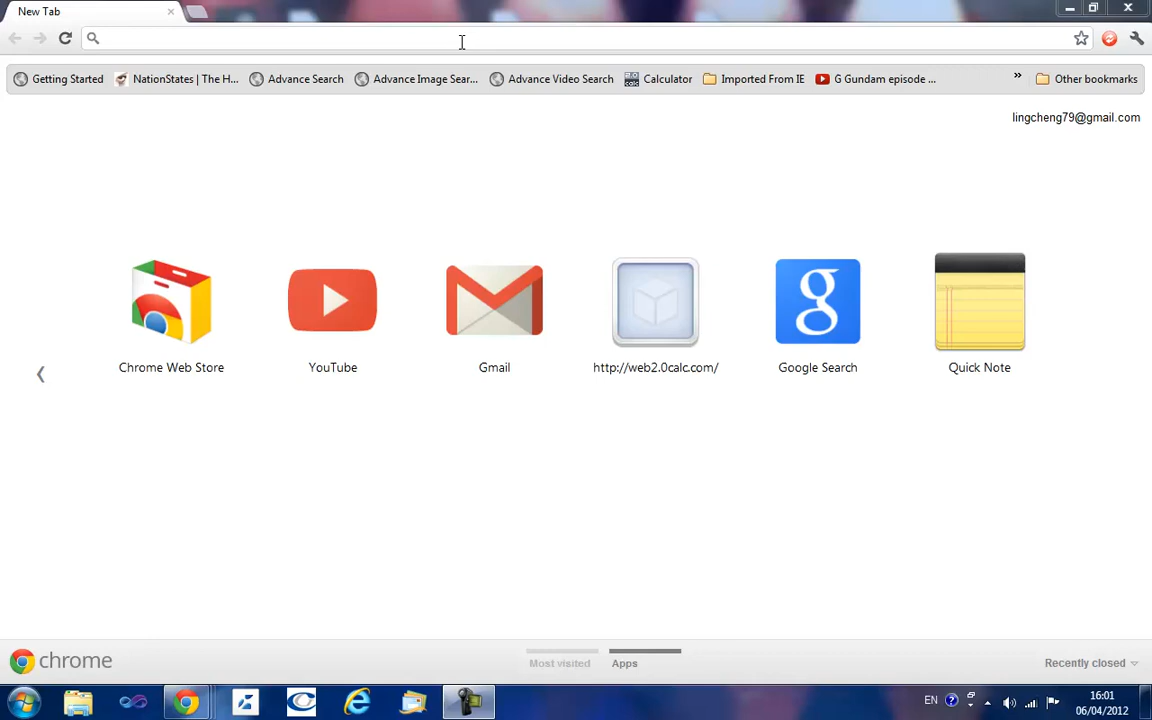 New Tab
Getting Started NationStates | The H... Advance Search Advance Image Sear... Advance Video Search Calculator Imported From IE G Gundam episode ... » Other bookmarks
lingcheng79@gmail.com
Chrome Web Store YouTube Gmail http://web2.0calc.com/ Google Search Quick Note
chrome Most visited Apps Recently closed
EN 16:01
06/04/2012